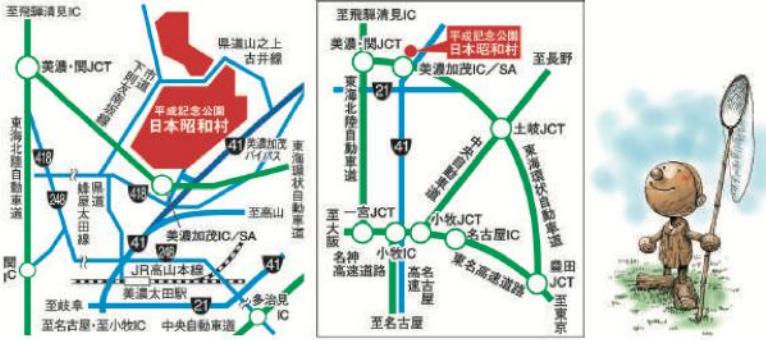 至飛騨清見IC
県道山之上
古井線
美濃・関JCT
市道
下則友南坂線
平成記念公園
日本昭和村
41
美濃加茂
バイパス
東海環状自動車道
東海北陸自動車道
418
248
県道
蜂屋太田線
418
至高山
美濃加茂IC/SA
41
248
関IC
JR高山本線
美濃太田駅
41
至岐阜
21
多治見
IC
至名古屋・至小牧IC
中央自動車道
至飛騨清見IC
平成記念公園
日本昭和村
美濃・関JCT
美濃加茂IC/SA
至長野
21
東海北陸自動車道
41
土岐JCT
中央自動車道
東海環状自動車道
一宮JCT
小牧JCT
至大阪
名古屋IC
小牧IC
名神
高速道路
名古屋
高速
東名高速道路
豊田
JCT
至名古屋
至東京